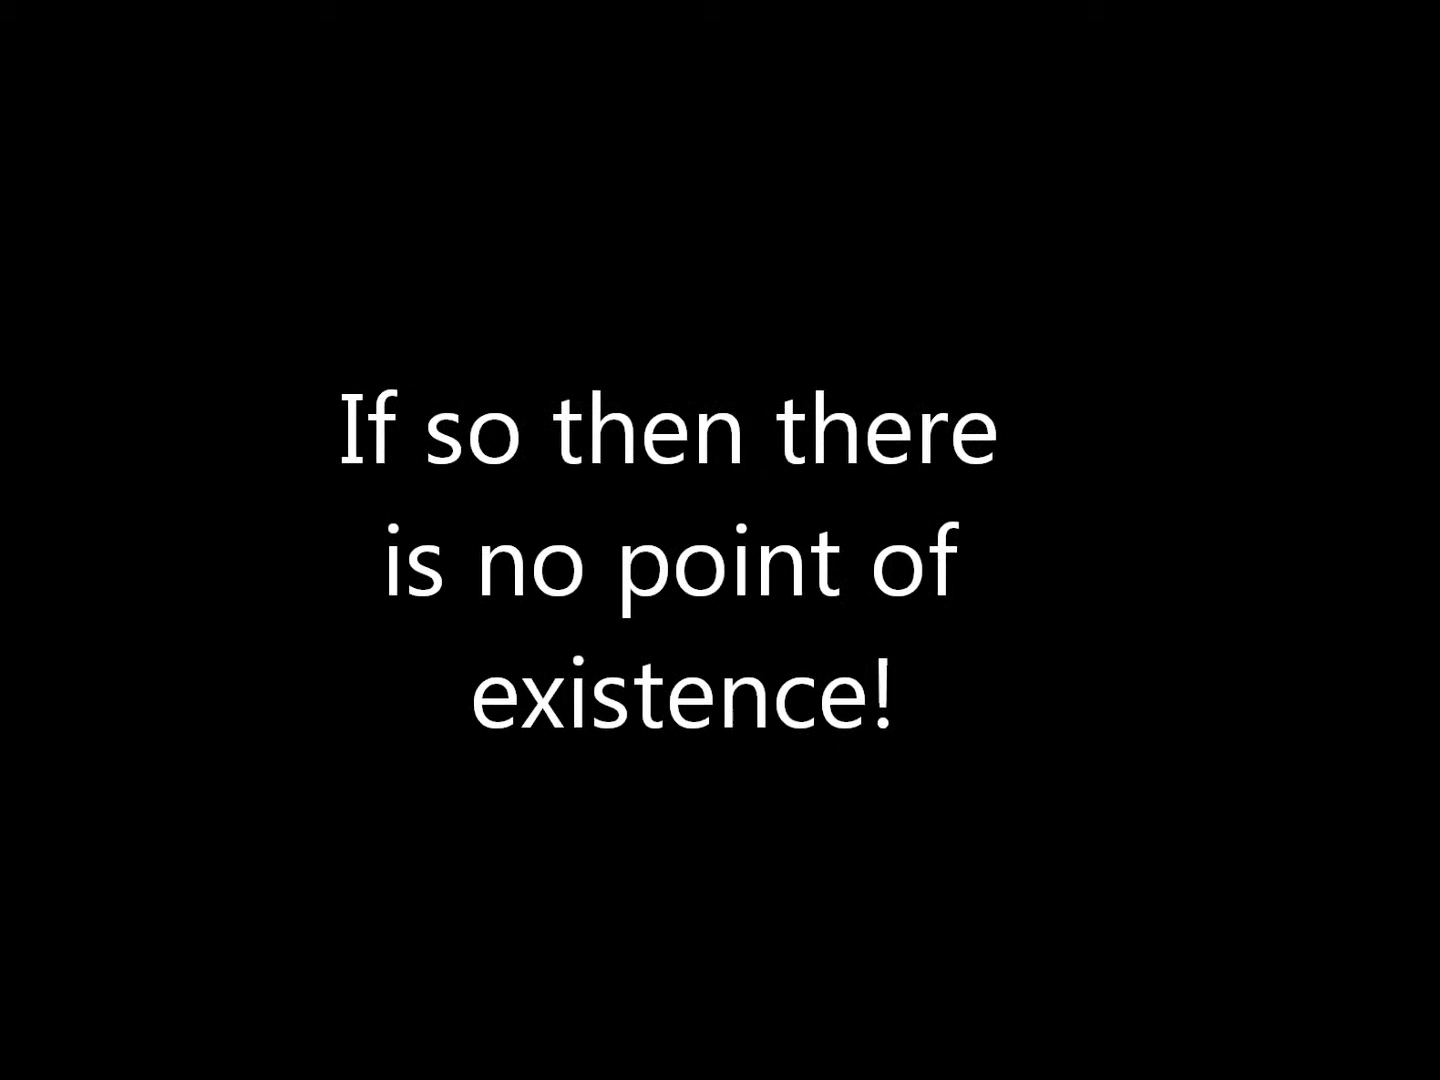 If so then there
is no point of
existence!